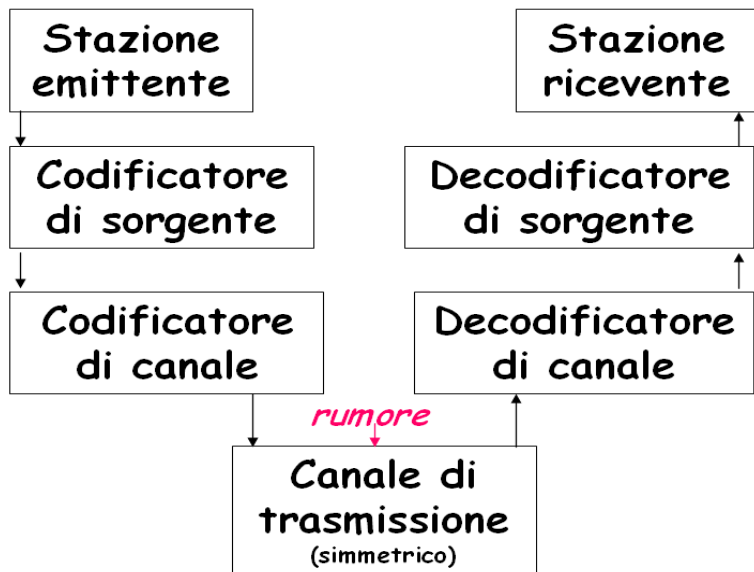 Stazione
emittente
Stazione
ricevente
Codificatore
di sorgente
Decodificatore
di sorgente
Codificatore
di canale
Decodificatore
di canale
rumore
Canale di
trasmissione
(simmetrico)